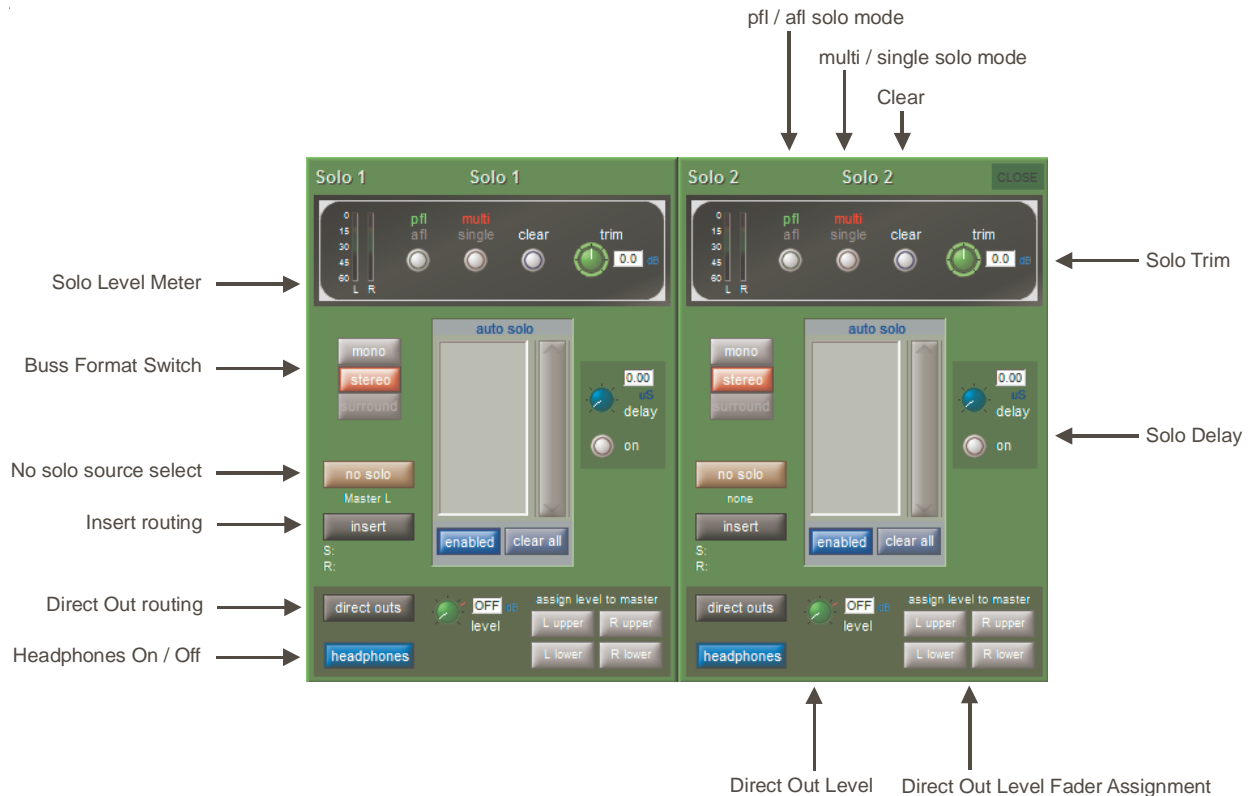 pfl / afl solo mode
multi / single solo mode
Clear
Solo 1 Solo 1 Solo 2 Solo 2 CLOSE
0
15
30
45
60
L R
pfl
afl
multi
single
clear
trim
0.0 dB
0
15
30
45
60
L R
pfl
afl
multi
single
clear
trim
0.0 dB
Solo Level Meter
Solo Trim
Buss Format Switch
mono
stereo
surround
auto solo
0.00
uS
delay
on
mono
stereo
surround
auto solo
0.00
uS
delay
on
Solo Delay
No solo source select
no solo
Master L
no solo
none
Insert routing
insert
S:
R:
enabled clear all
insert
S:
R:
enabled clear all
Direct Out routing
direct outs
OFF dB
level
assign level to master
L upper R upper
L lower R lower
direct outs
OFF dB
level
assign level to master
L upper R upper
L lower R lower
Headphones On / Off
headphones
headphones
Direct Out Level
Direct Out Level Fader Assignment